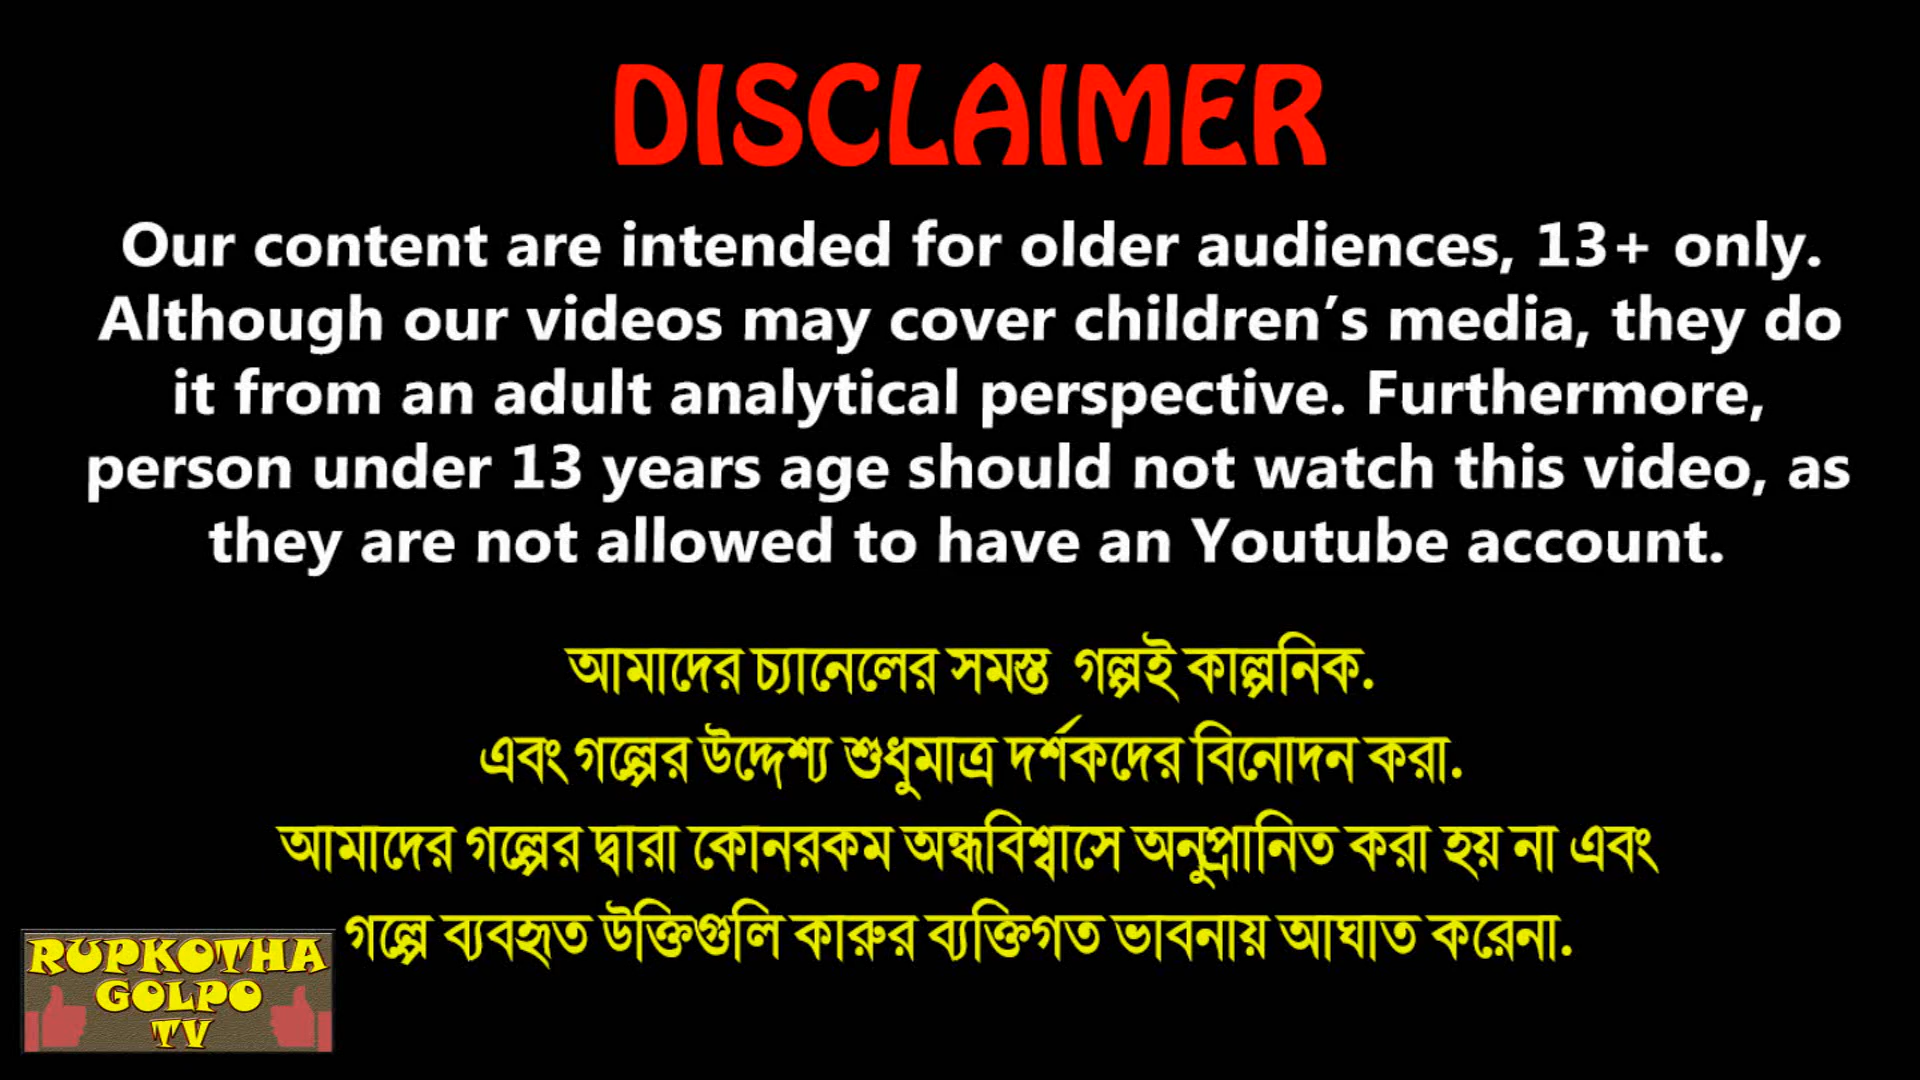 DISCLAIMER
Our content are intended for older audiences, 13+ only.
Although our videos may cover children’s media, they do
it from an adult analytical perspective. Furthermore,
person under 13 years age should not watch this video, as
they are not allowed to have an Youtube account.
আমাদের চ্যানেলের সমস্ত গল্পই কাল্পনিক.
এবং গল্পের উদ্দেশ্য শুধুমাত্র দর্শকদের বিনোদন করা.
আমাদের গল্পের দ্বারা কোনরকম অন্ধবিশ্বাসে অনুপ্রানিত করা হয় না এবং
গল্পে ব্যবহৃত উক্তিগুলি কারুর ব্যক্তিগত ভাবনায় আঘাত করেনা.
RUPKOTHA
GOLPO
TV